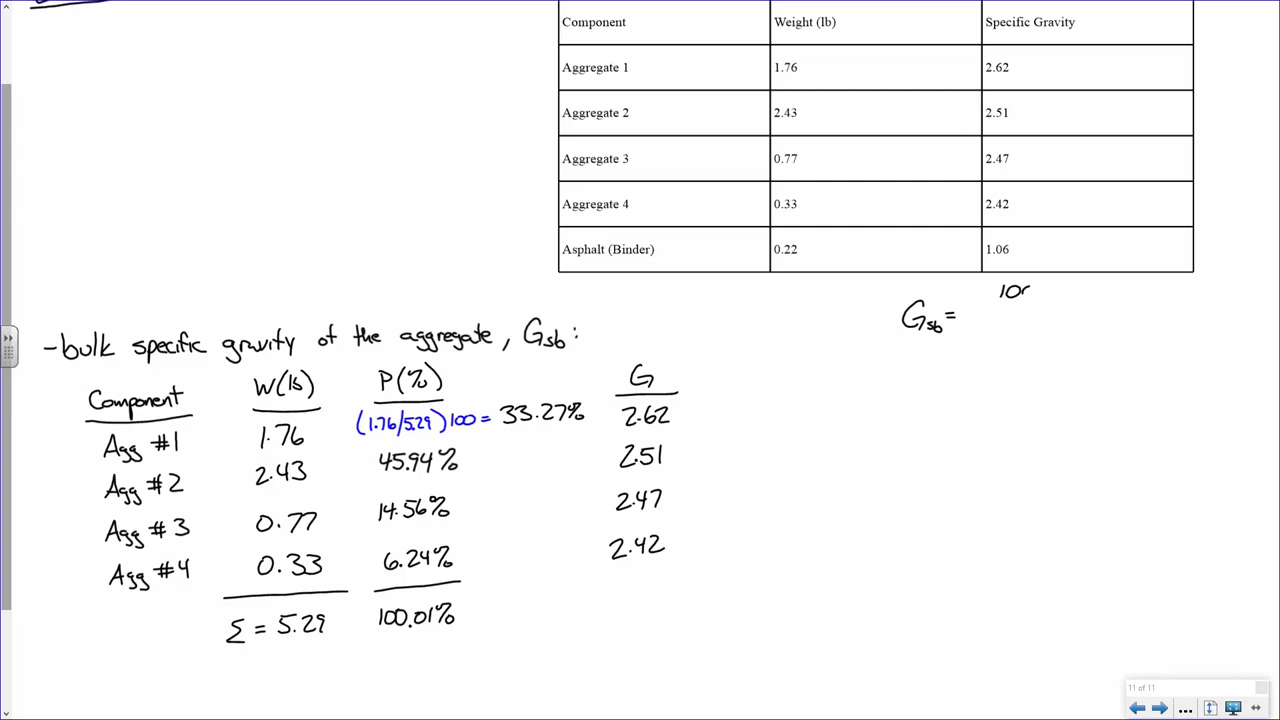 Component Weight (lb) Specific Gravity
Aggregate 1 1.76 2.62
Aggregate 2 2.43 2.51
Aggregate 3 0.77 2.47
Aggregate 4 0.33 2.42
Asphalt (Binder) 0.22 1.06
-bulk specific gravity of the aggregate, Gsb:
Gsb = 100
Component W(lb) P(%) G
Agg #1 1.76 (1.76/5.29)100 = 33.27% 2.62
Agg #2 2.43 45.94% 2.51
Agg #3 0.77 14.56% 2.47
Agg #4 0.33 6.24% 2.42
Σ = 5.29 100.01%
11 of 11